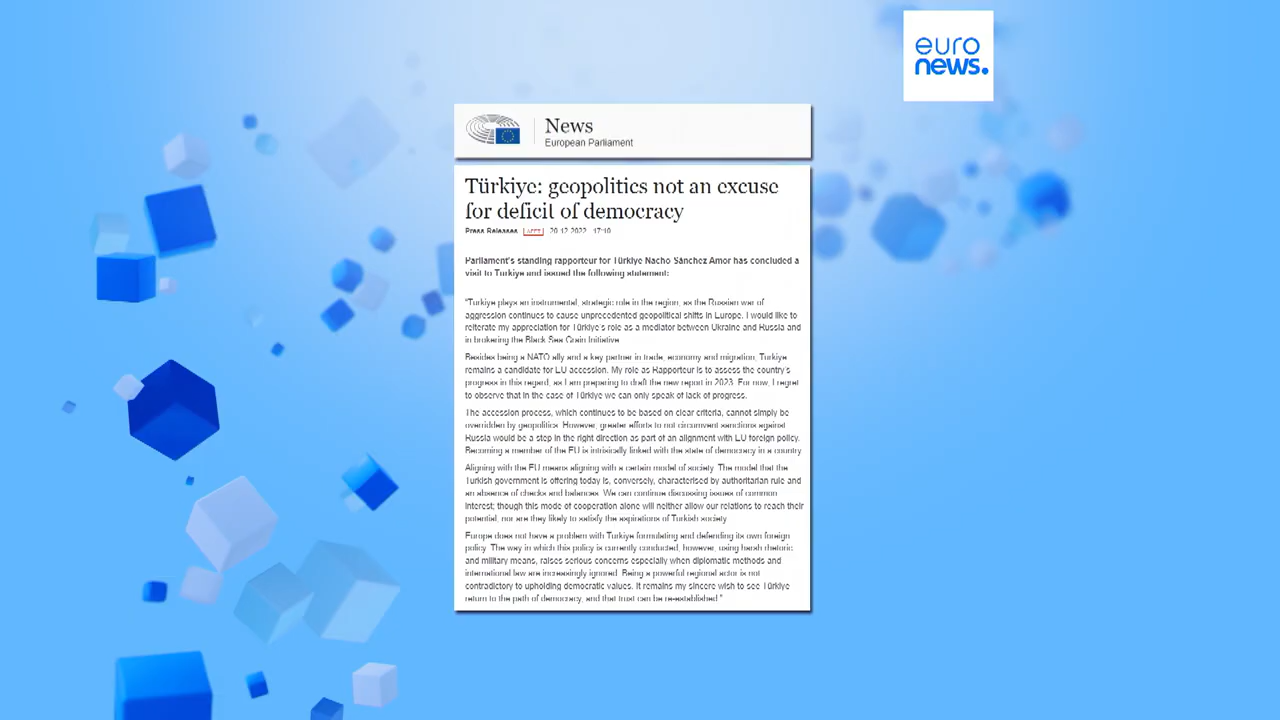 euro
news.
News
European Parliament
Türkiye: geopolitics not an excuse
for deficit of democracy
Press Releases AFET 20-12-2022 - 17:10
Parliament's standing rapporteur for Türkiye Nacho Sánchez Amor has concluded a
visit to Türkiye and issued the following statement:
"Türkiye plays an instrumental, strategic role in the region, as the Russian war of
aggression continues to cause unprecedented geopolitical shifts in Europe. I would like to
reiterate my appreciation for Türkiye's role as a mediator between Ukraine and Russia and
in brokering the Black Sea Grain Initiative.
Besides being a NATO ally and a key partner in trade, economy and migration, Türkiye
remains a candidate for EU accession. My role as Rapporteur is to assess the country's
progress in this regard, as I am preparing to draft the new report in 2023. For now, I regret
to observe that in the case of Türkiye we can only speak of lack of progress.
The accession process, which continues to be based on clear criteria, cannot simply be
overridden by geopolitics. However, greater efforts to not circumvent sanctions against
Russia would be a step in the right direction as part of an alignment with EU foreign policy.
Becoming a member of the EU is intrisically linked with the state of democracy in a country.
Aligning with the EU means aligning with a certain model of society. The model that the
Turkish government is offering today is, conversely, characterised by authoritarian rule and
an absence of checks and balances. We can continue discussing issues of common
interest; though this mode of cooperation alone will neither allow our relations to reach their
potential, nor are they likely to satisfy the aspirations of Turkish society.
Europe does not have a problem with Türkiye formulating and defending its own foreign
policy. The way in which this policy is currently conducted, however, using harsh rhetoric
and military means, raises serious concerns especially when diplomatic methods and
international law are increasingly ignored. Being a powerful regional actor is not
contradictory to upholding democratic values. It remains my sincere wish to see Türkiye
return to the path of democracy, and that trust can be re-established."